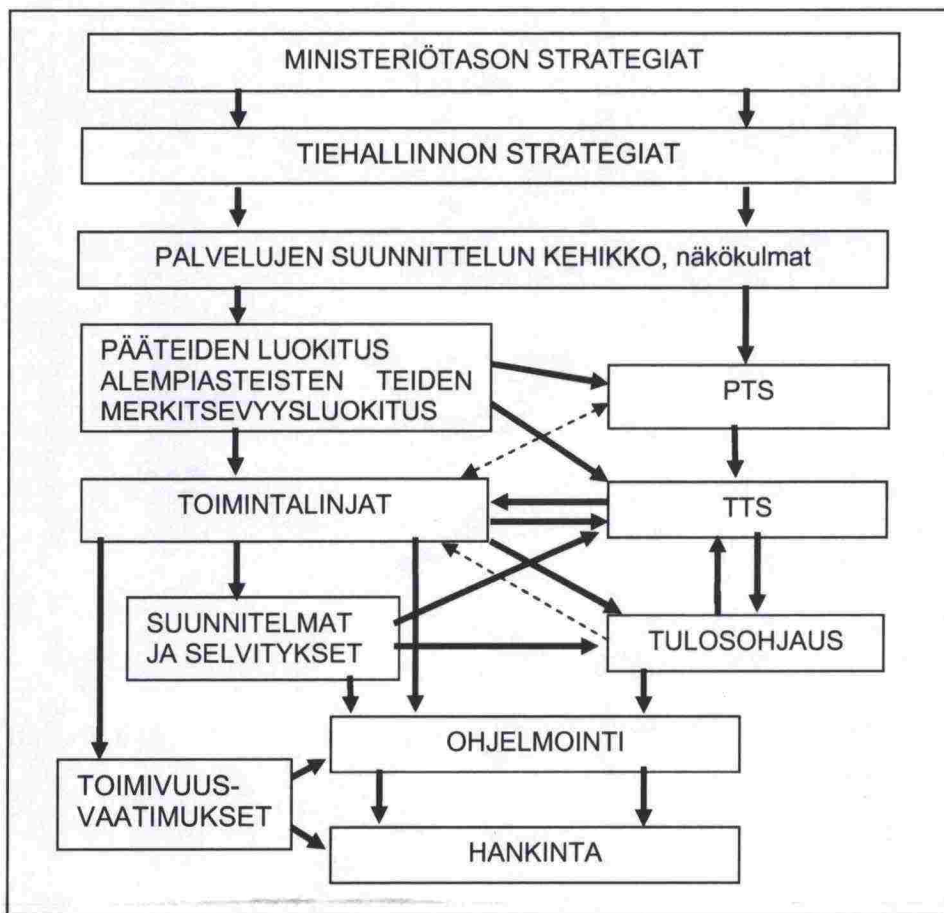 MINISTERIÖTASON STRATEGIAT
TIEHALLINNON STRATEGIAT
PALVELUJEN SUUNNITTELUN KEHIKKO, näkökulmat
PÄÄTEIDEN LUOKITUS
ALEMPIASTEISTEN TEIDEN
MERKITSEVYYSLUOKITUS
PTS
TOIMINTALINJAT
TTS
SUUNNITELMAT
JA SELVITYKSET
TULOSOHJAUS
OHJELMOINTI
TOIMIVUUS-
VAATIMUKSET
HANKINTA